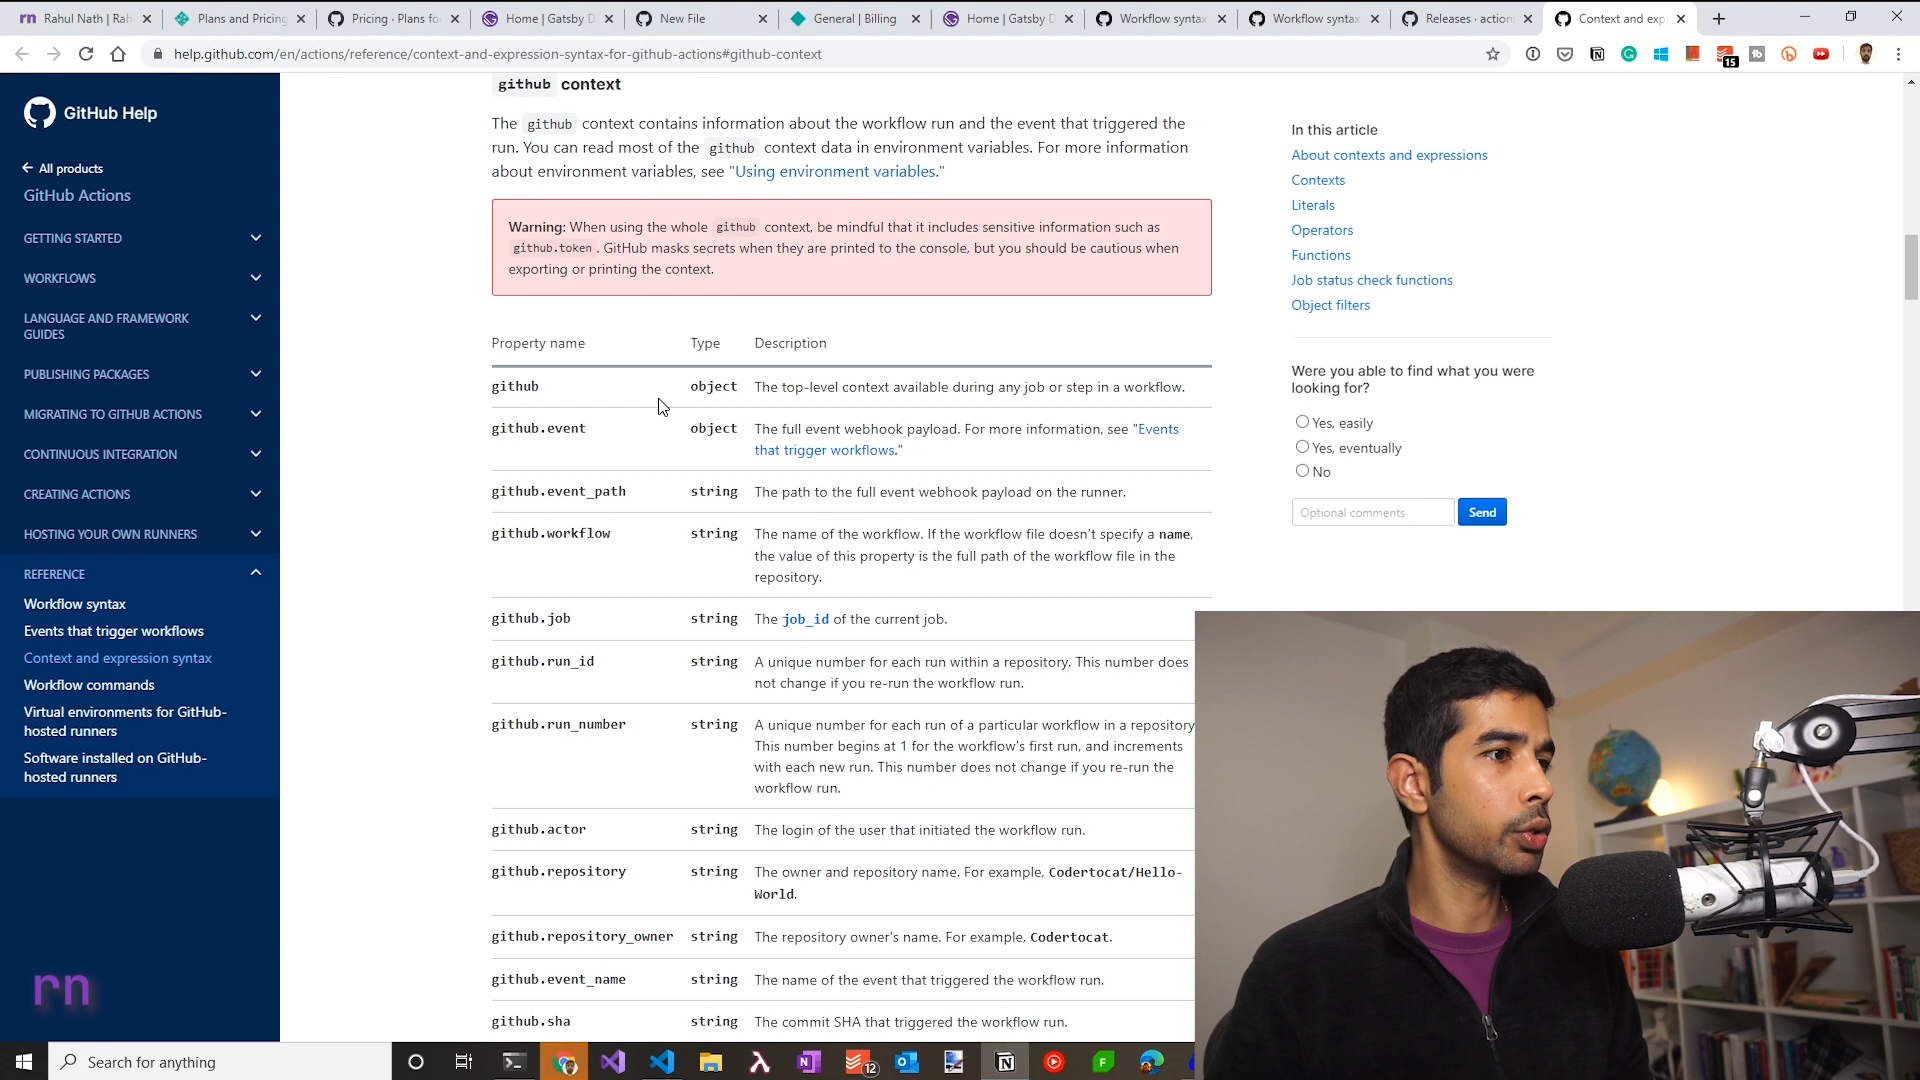 rn Rahul Nath | Rah
Plans and Pricing
Pricing · Plans fo
Home | Gatsby D
New File
General | Billing
Home | Gatsby D
Workflow synta
Workflow synta
Releases · action
Context and exp
help.github.com/en/actions/reference/context-and-expression-syntax-for-github-actions#github-context
15
GitHub Help
All products
GitHub Actions
GETTING STARTED
WORKFLOWS
LANGUAGE AND FRAMEWORK
GUIDES
PUBLISHING PACKAGES
MIGRATING TO GITHUB ACTIONS
CONTINUOUS INTEGRATION
CREATING ACTIONS
HOSTING YOUR OWN RUNNERS
REFERENCE
Workflow syntax
Events that trigger workflows
Context and expression syntax
Workflow commands
Virtual environments for GitHub-
hosted runners
Software installed on GitHub-
hosted runners
rn
github context
The github context contains information about the workflow run and the event that triggered the
run. You can read most of the github context data in environment variables. For more information
about environment variables, see "Using environment variables."
Warning: When using the whole github context, be mindful that it includes sensitive information such as
github.token. GitHub masks secrets when they are printed to the console, but you should be cautious when
exporting or printing the context.
Property name Type Description
github object The top-level context available during any job or step in a workflow.
github.event object The full event webhook payload. For more information, see "Events
that trigger workflows."
github.event_path string The path to the full event webhook payload on the runner.
github.workflow string The name of the workflow. If the workflow file doesn't specify a name,
the value of this property is the full path of the workflow file in the
repository.
github.job string The job_id of the current job.
github.run_id string A unique number for each run within a repository. This number does
not change if you re-run the workflow run.
github.run_number string A unique number for each run of a particular workflow in a repository
This number begins at 1 for the workflow's first run, and increments
with each new run. This number does not change if you re-run the
workflow run.
github.actor string The login of the user that initiated the workflow run.
github.repository string The owner and repository name. For example, Codertocat/Hello-
World.
github.repository_owner string The repository owner's name. For example, Codertocat.
github.event_name string The name of the event that triggered the workflow run.
github.sha string The commit SHA that triggered the workflow run.
In this article
About contexts and expressions
Contexts
Literals
Operators
Functions
Job status check functions
Object filters
Were you able to find what you were
looking for?
Yes, easily
Yes, eventually
No
Optional comments Send
Search for anything
12